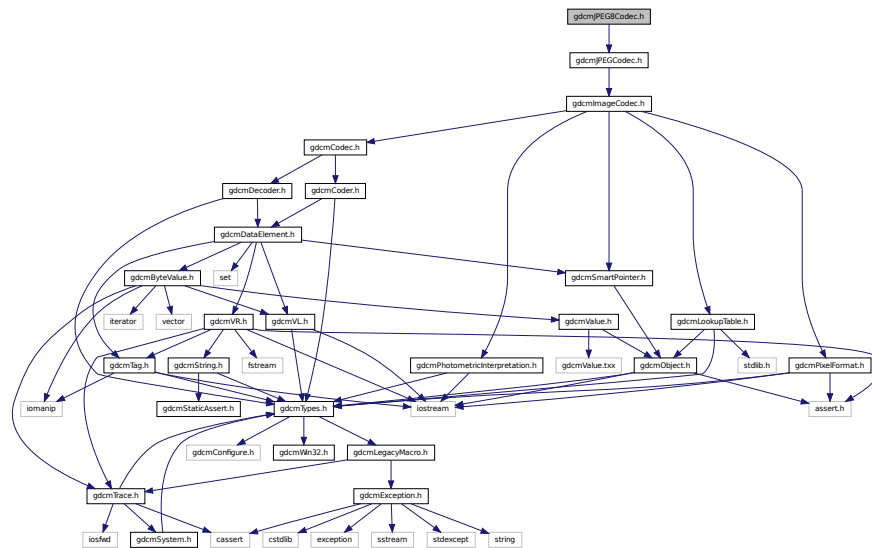 gdcmJPEG8Codec.h
gdcmJPEGCodec.h
gdcmImageCodec.h
gdcmCodec.h
gdcmDecoder.h
gdcmCoder.h
gdcmDataElement.h
gdcmByteValue.h
set
gdcmSmartPointer.h
iterator
vector
gdcmVR.h
gdcmVL.h
gdcmValue.h
gdcmLookupTable.h
gdcmTag.h
gdcmString.h
fstream
gdcmPhotometricInterpretation.h
gdcmValue.txx
gdcmObject.h
stdlib.h
gdcmPixelFormat.h
iomanip
gdcmStaticAssert.h
gdcmTypes.h
iostream
assert.h
gdcmConfigure.h
gdcmWin32.h
gdcmLegacyMacro.h
gdcmTrace.h
gdcmException.h
iosfwd
gdcmSystem.h
cassert
cstdlib
exception
sstream
stdexcept
string